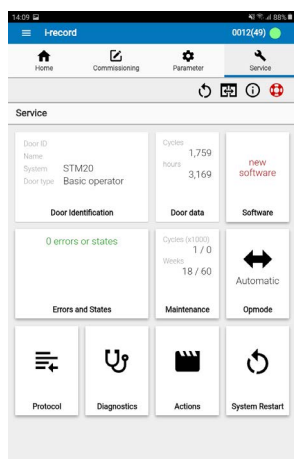 14:09 88%
i-record 0012(49)
Home Commissioning Parameter Service
Service
Door ID
Name
System STM20
Door type Basic operator
Door Identification
Cycles
1,759
hours
3,169
Door data
new
software
Software
0 errors or states
Errors and States
Cycles (x1000)
1 / 0
Weeks
18 / 60
Maintenance
Automatic
Opmode
Protocol
Diagnostics
Actions
System Restart